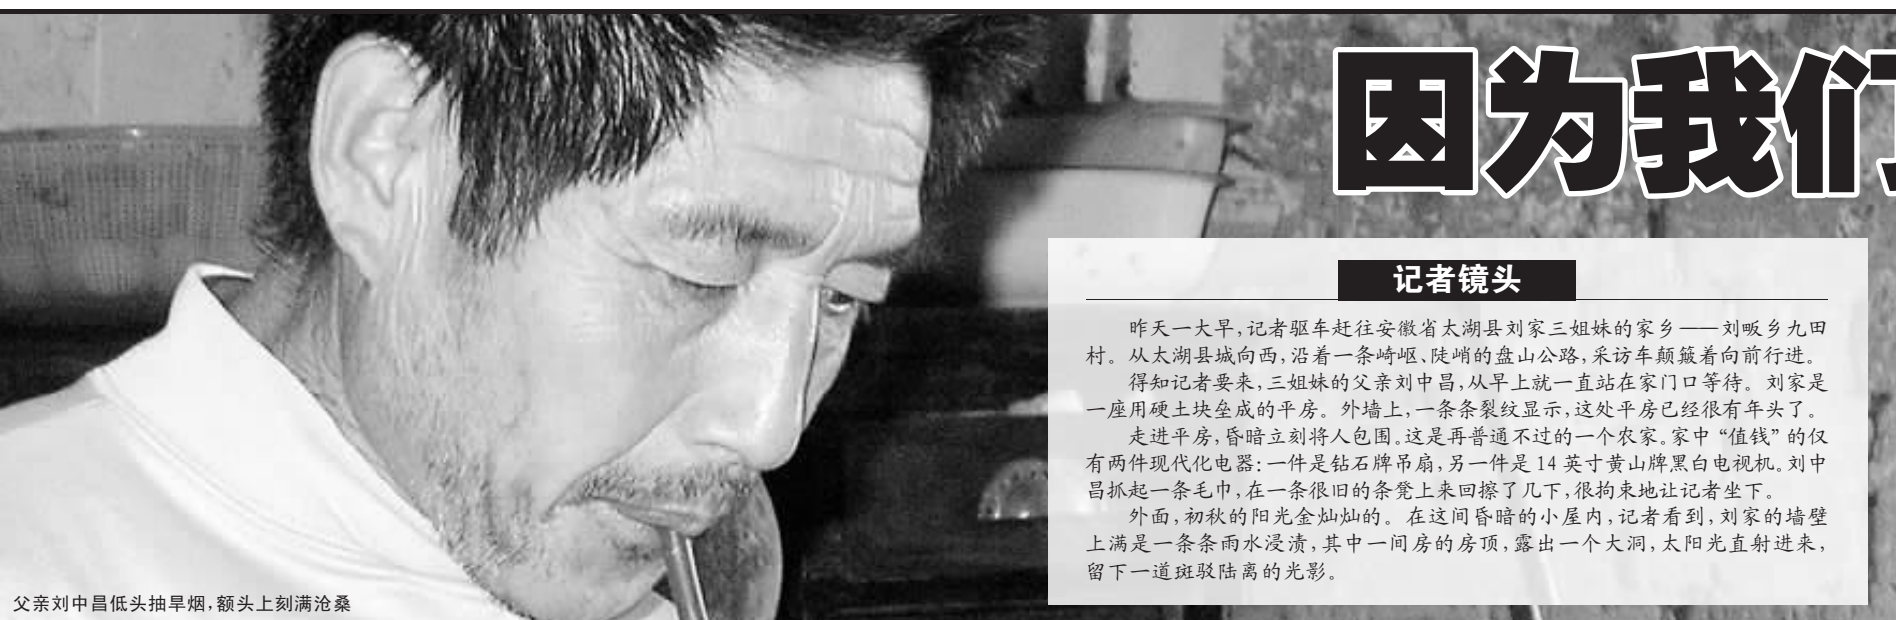 因为我们
记者镜头
昨天一大早,记者驱车赶往安徽省太湖县刘家三姐妹的家乡——刘畈乡九田
村。从太湖县城向西,沿着一条崎岖、陡峭的盘山公路,采访车颠簸着向前行进。
得知记者要来,三姐妹的父亲刘中昌,从早上就一直站在家门口等待。刘家是
一座用硬土块垒成的平房。外墙上,一条条裂纹显示,这处平房已经很有年头了。
走进平房,昏暗立刻将人包围。这是再普通不过的一个农家。家中“值钱”的仅
有两件现代化电器:一件是钻石牌吊扇,另一件是14英寸黄山牌黑白电视机。刘中
昌抓起一条毛巾,在一条很旧的条凳上来回擦了几下,很拘束地让记者坐下。
外面,初秋的阳光金灿灿的。在这间昏暗的小屋内,记者看到,刘家的墙壁
上满是一条条雨水浸渍,其中一间房的房顶,露出一个大洞,太阳光直射进来,
留下一道斑驳陆离的光影。
父亲刘中昌低头抽旱烟,额头上刻满沧桑